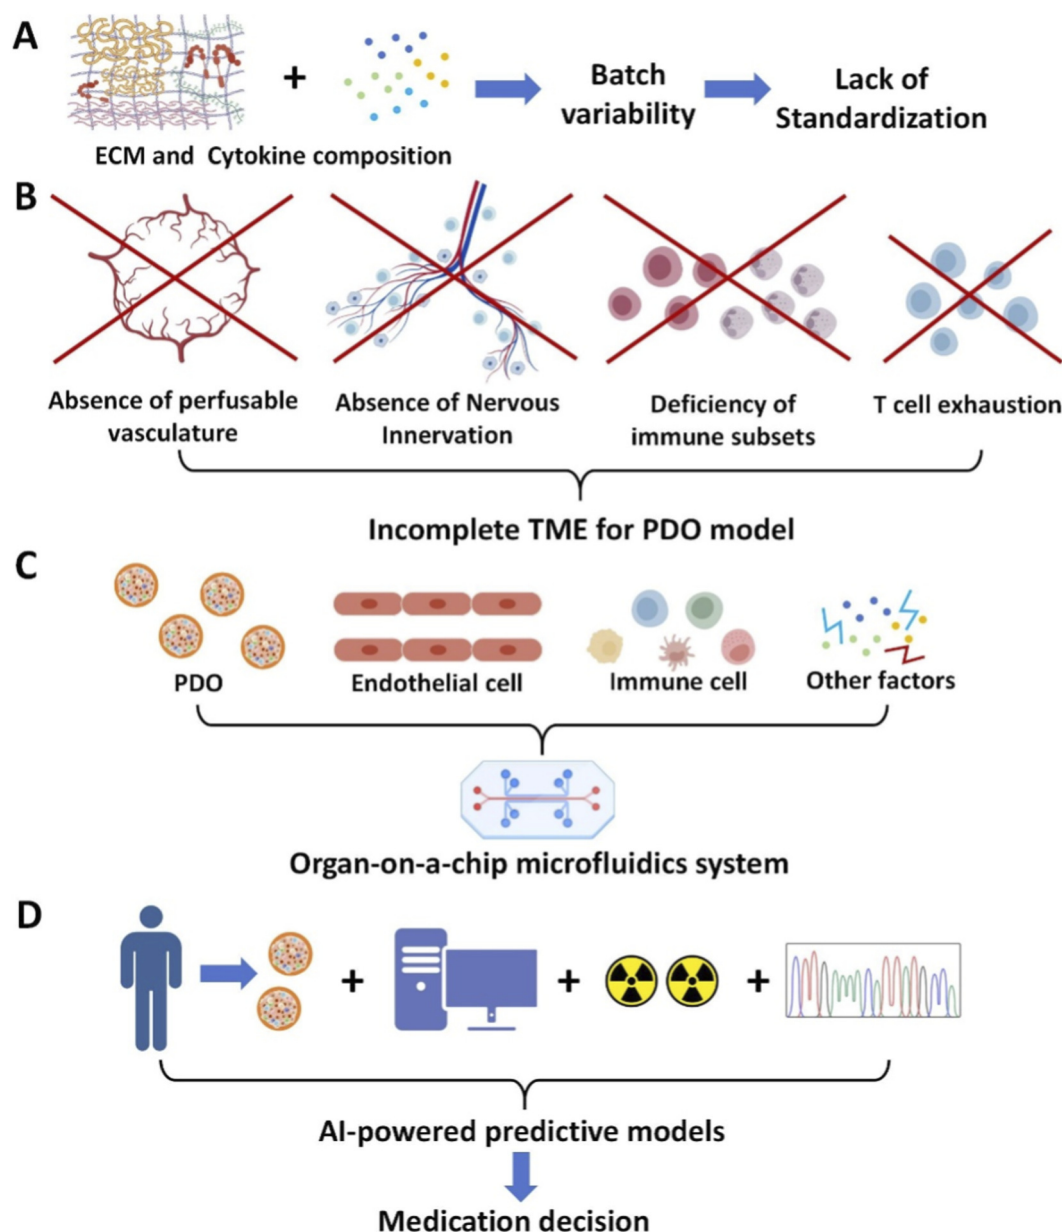 A
+
Batch
variability
Lack of
Standardization
ECM and Cytokine composition
B
Absence of perfusable
vasculature
Absence of Nervous
Innervation
Deficiency of
immune subsets
T cell exhaustion
Incomplete TME for PDO model
C
PDO
Endothelial cell
Immune cell
Other factors
Organ-on-a-chip microfluidics system
D
+
+
+
AI-powered predictive models
Medication decision